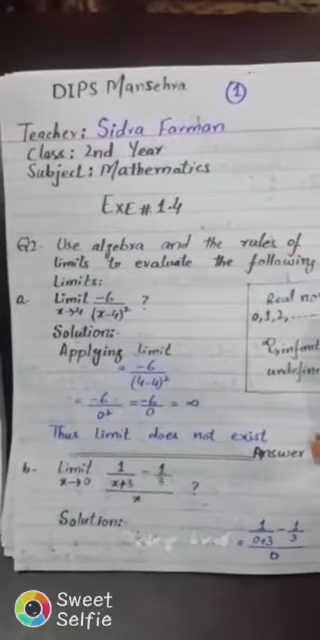 DIPS Mansehra ①
Teacher: Sidra Farman
Class: 2nd Year
Subject: Mathematics
EXE # 1.4
Q2- Use algebra and the rules of
limits to evaluate the following
Limits:
a. Limit x→4 -6/(x-4)² ?
Real no
0,1,2,------
undefine
Solution:-
Applying limit
= -6/(4-4)²
= -6/0² = -6/0 = ∞
Thus limit does not exist
Answer
b- Limit x→0 (1/(x+3) - 1/3)/x ?
Solution:-
= (1/(0+3) - 1/3)/0
Sweet
Selfie